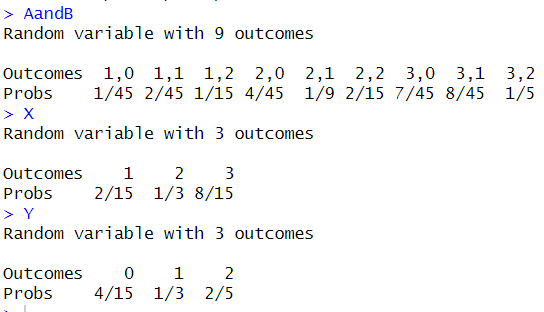 > AandB
Random variable with 9 outcomes
Outcomes 1,0 1,1 1,2 2,0 2,1 2,2 3,0 3,1 3,2
Probs 1/45 2/45 1/15 4/45 1/9 2/15 7/45 8/45 1/5
> X
Random variable with 3 outcomes
Outcomes 1 2 3
Probs 2/15 1/3 8/15
> Y
Random variable with 3 outcomes
Outcomes 0 1 2
Probs 4/15 1/3 2/5
>